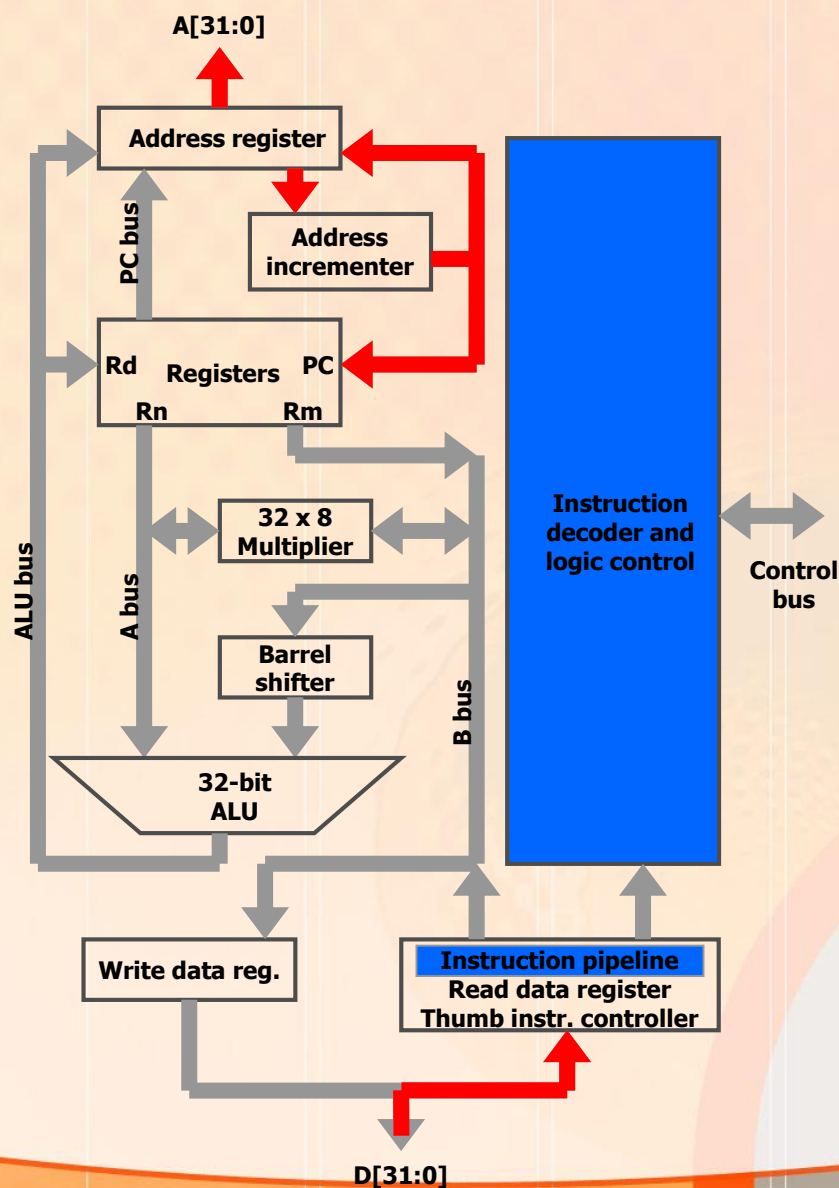 A[31:0]
Address register
PC bus
Address
incrementer
Rd
Registers
PC
Rn
Rm
ALU bus
A bus
32 x 8
Multiplier
Barrel
shifter
B bus
32-bit
ALU
Instruction
decoder and
logic control
Control
bus
Write data reg.
Instruction pipeline
Read data register
Thumb instr. controller
D[31:0]